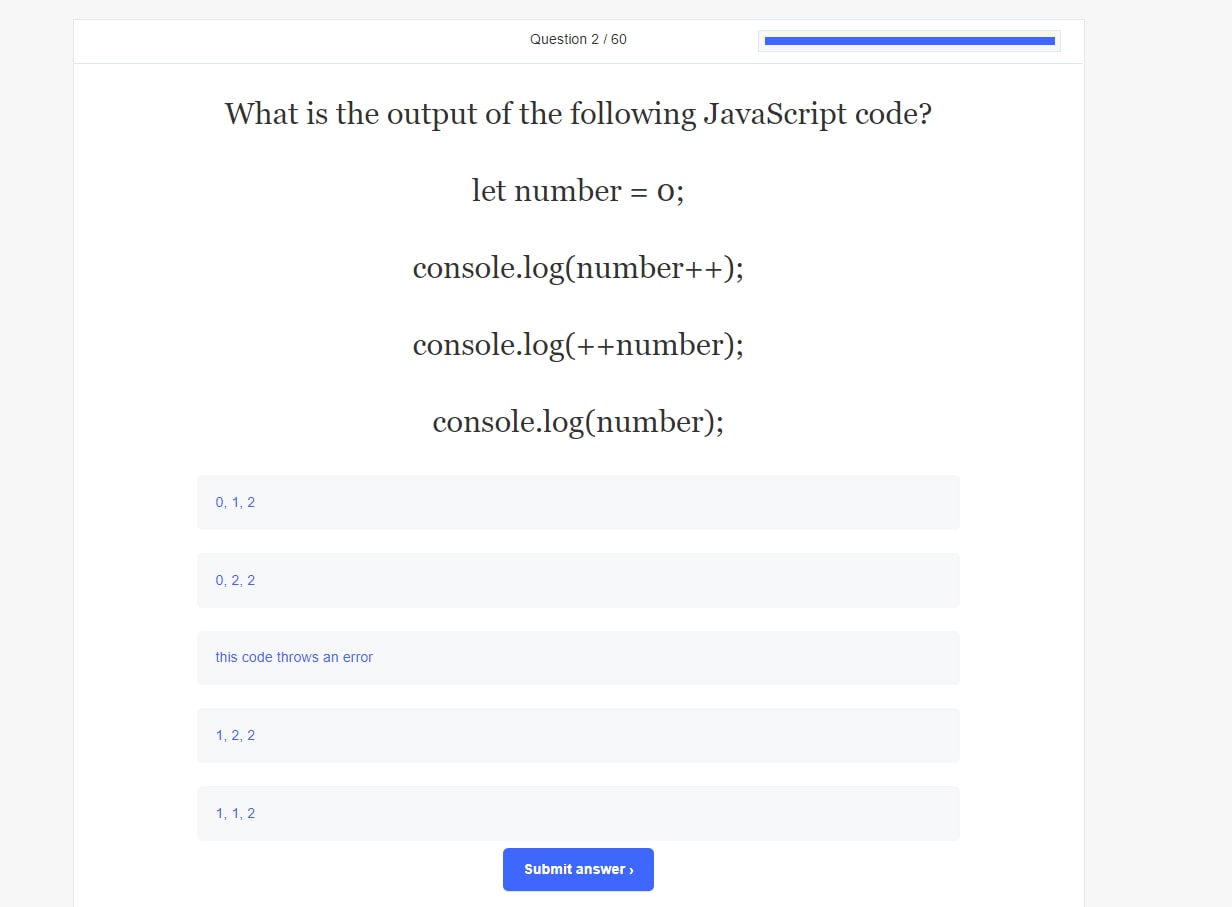 Question 2 / 60
What is the output of the following JavaScript code?
let number = 0;
console.log(number++);
console.log(++number);
console.log(number);
0, 1, 2
0, 2, 2
this code throws an error
1, 2, 2
1, 1, 2
Submit answer ›